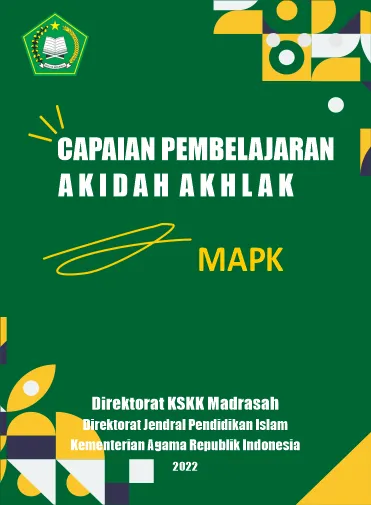 CAPAIAN PEMBELAJARAN
AKIDAH AKHLAK
MAPK
Direktorat KSKK Madrasah
Direktorat Jendral Pendidikan Islam
Kementerian Agama Republik Indonesia
2022